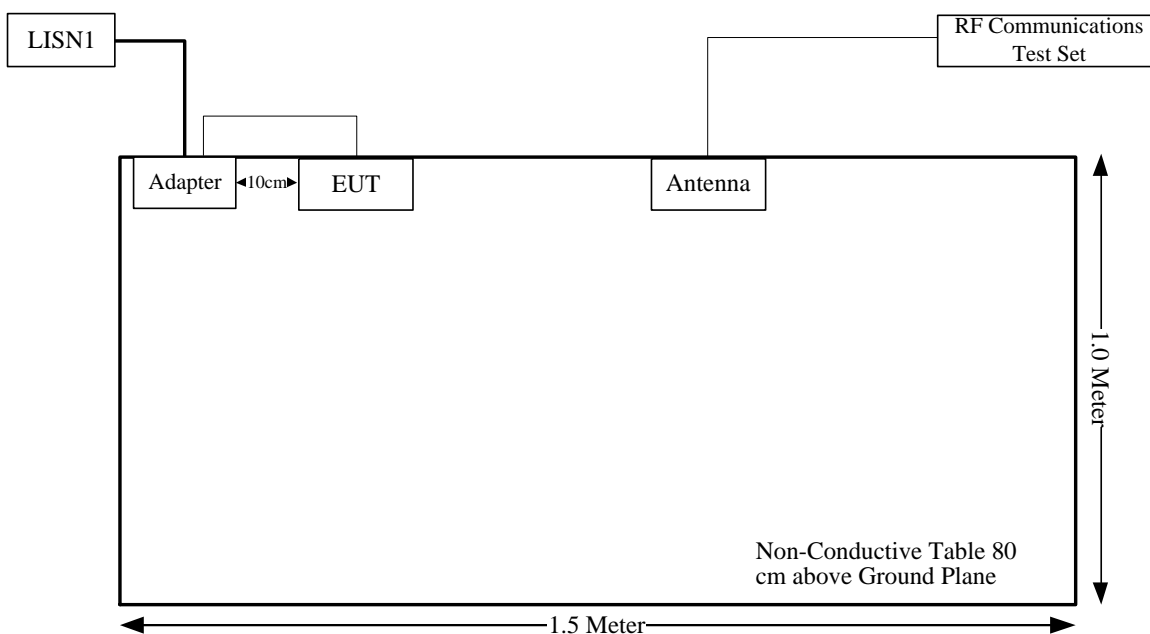 LISN1
RF Communications
Test Set
Adapter
10cm
EUT
Antenna
1.0 Meter
Non-Conductive Table 80
cm above Ground Plane
1.5 Meter